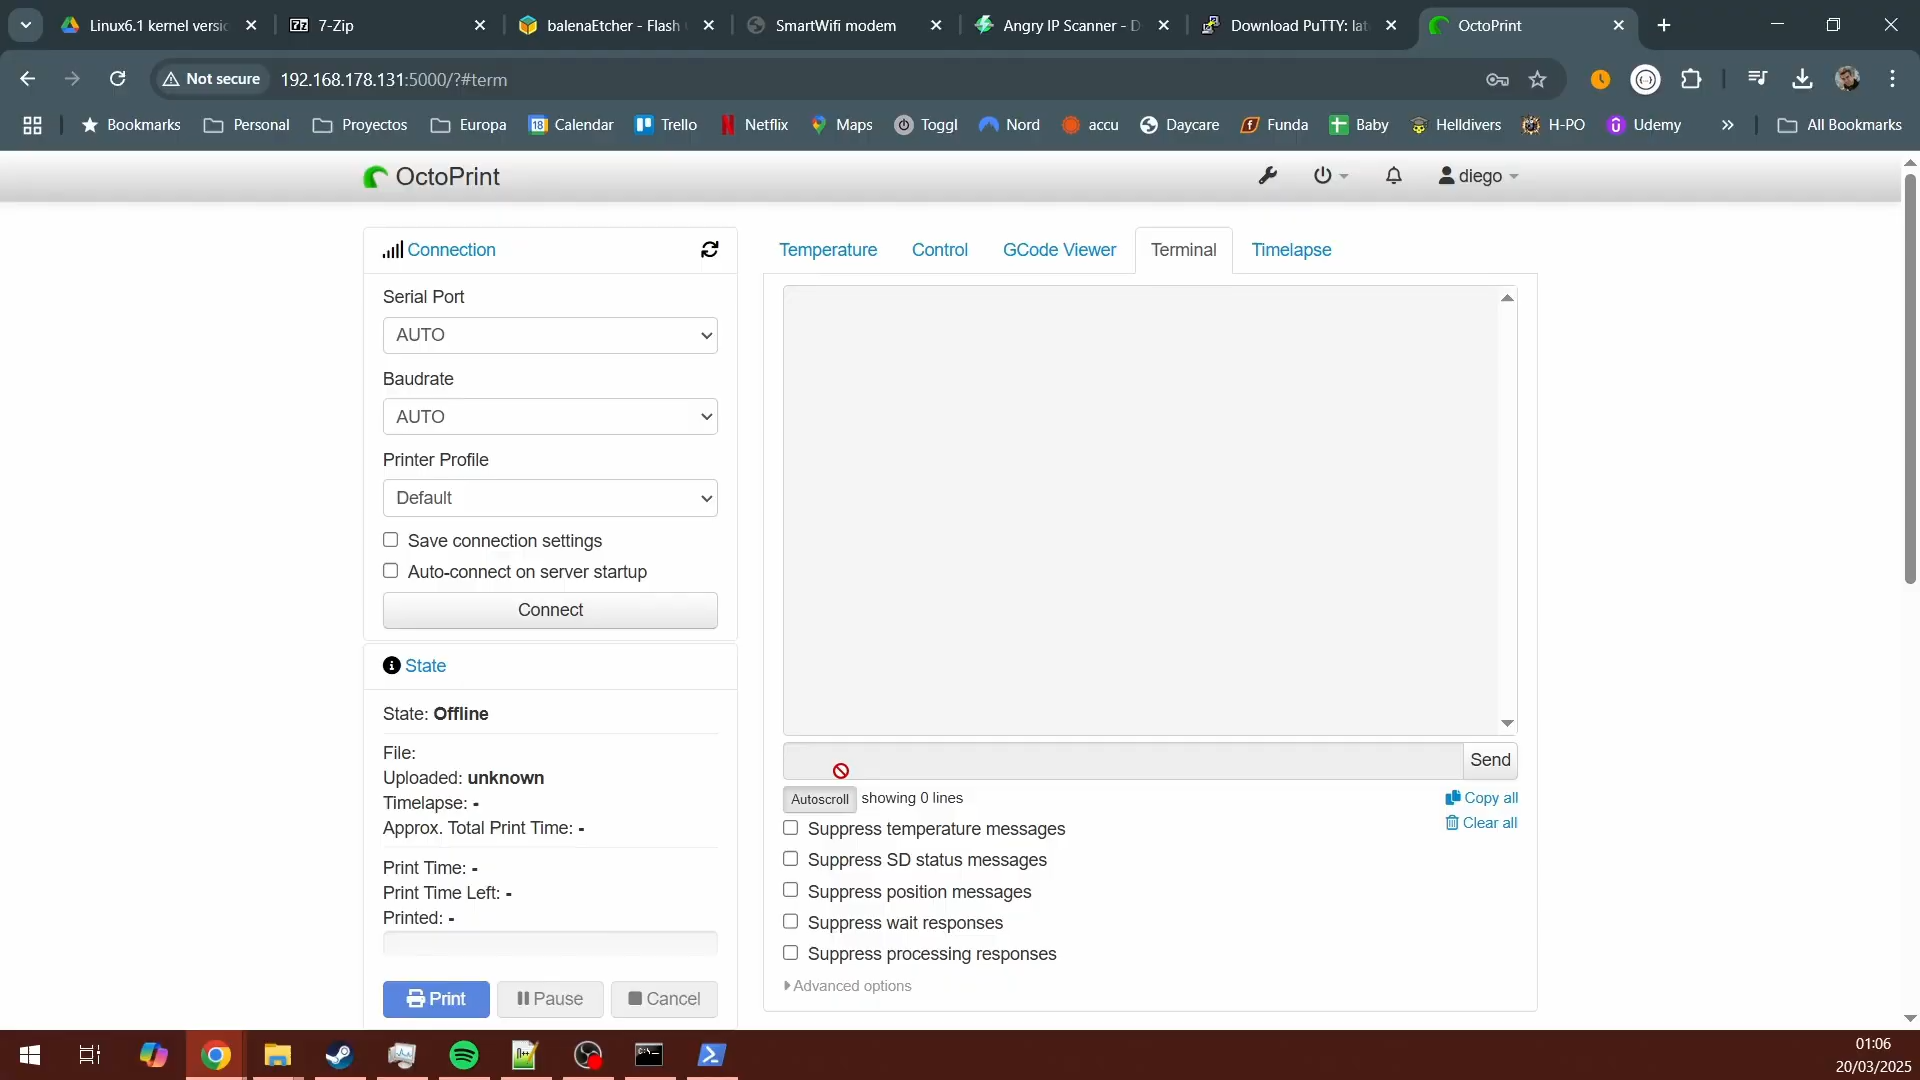 Linux6.1 kernel versi
7-Zip
balenaEtcher - Flash
SmartWifi modem
Angry IP Scanner - D
Download PuTTY: lat
OctoPrint
Not secure
192.168.178.131:5000/?#term
Bookmarks
Personal
Proyectos
Europa
Calendar
Trello
Netflix
Maps
Toggl
Nord
accu
Daycare
Funda
Baby
Helldivers
H-PO
Udemy
»
All Bookmarks
OctoPrint
diego
Connection
Serial Port
AUTO
Baudrate
AUTO
Printer Profile
Default
Save connection settings
Auto-connect on server startup
Connect
State
State: Offline
File:
Uploaded: unknown
Timelapse: -
Approx. Total Print Time: -
Print Time: -
Print Time Left: -
Printed: -
Print
Pause
Cancel
Temperature
Control
GCode Viewer
Terminal
Timelapse
Send
Autoscroll
showing 0 lines
Copy all
Clear all
Suppress temperature messages
Suppress SD status messages
Suppress position messages
Suppress wait responses
Suppress processing responses
Advanced options
01:06
20/03/2025